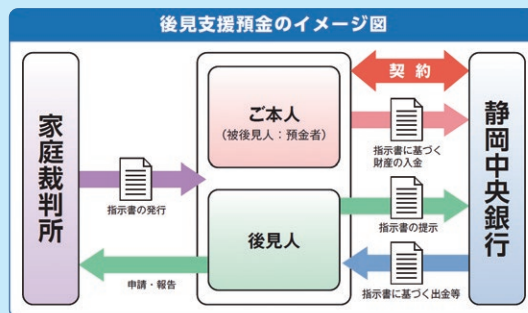 後見支援預金のイメージ図
家庭裁判所
指示書の発行
申請・報告
ご本人
（被後見人：預金者）
後見人
契約
指示書に基づく
財産の入金
指示書の提示
指示書に基づく出金等
静岡中央銀行